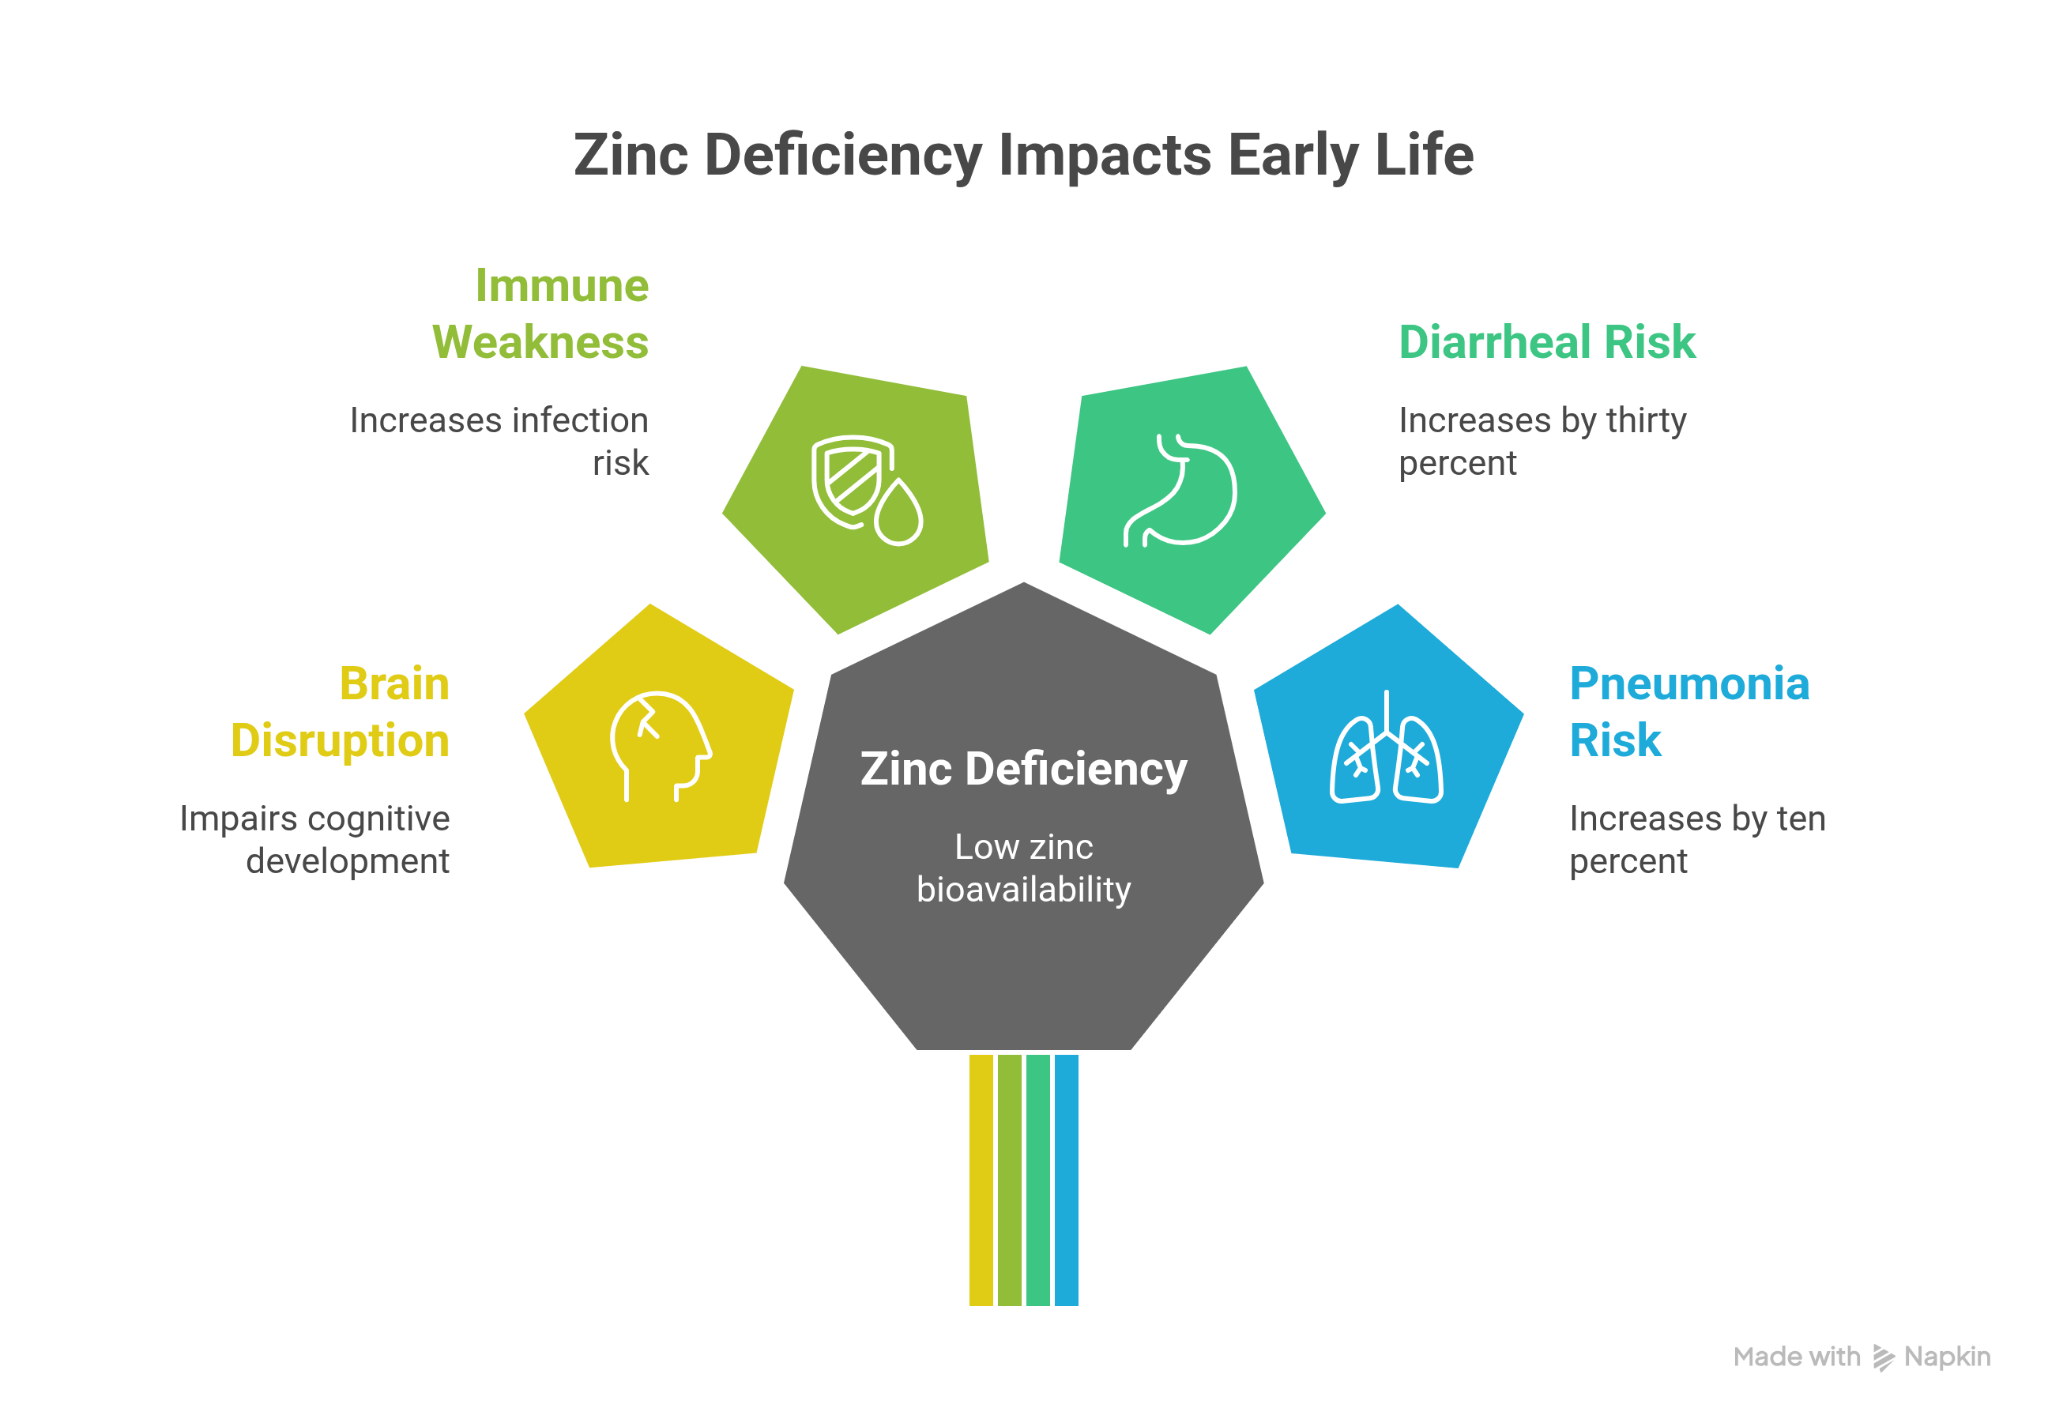 Zinc Deficiency Impacts Early Life
Immune
Weakness
Increases infection
risk
Diarrheal Risk
Increases by thirty
percent
Brain
Disruption
Impairs cognitive
development
Zinc Deficiency
Low zinc
bioavailability
Pneumonia
Risk
Increases by ten
percent
Made with Napkin